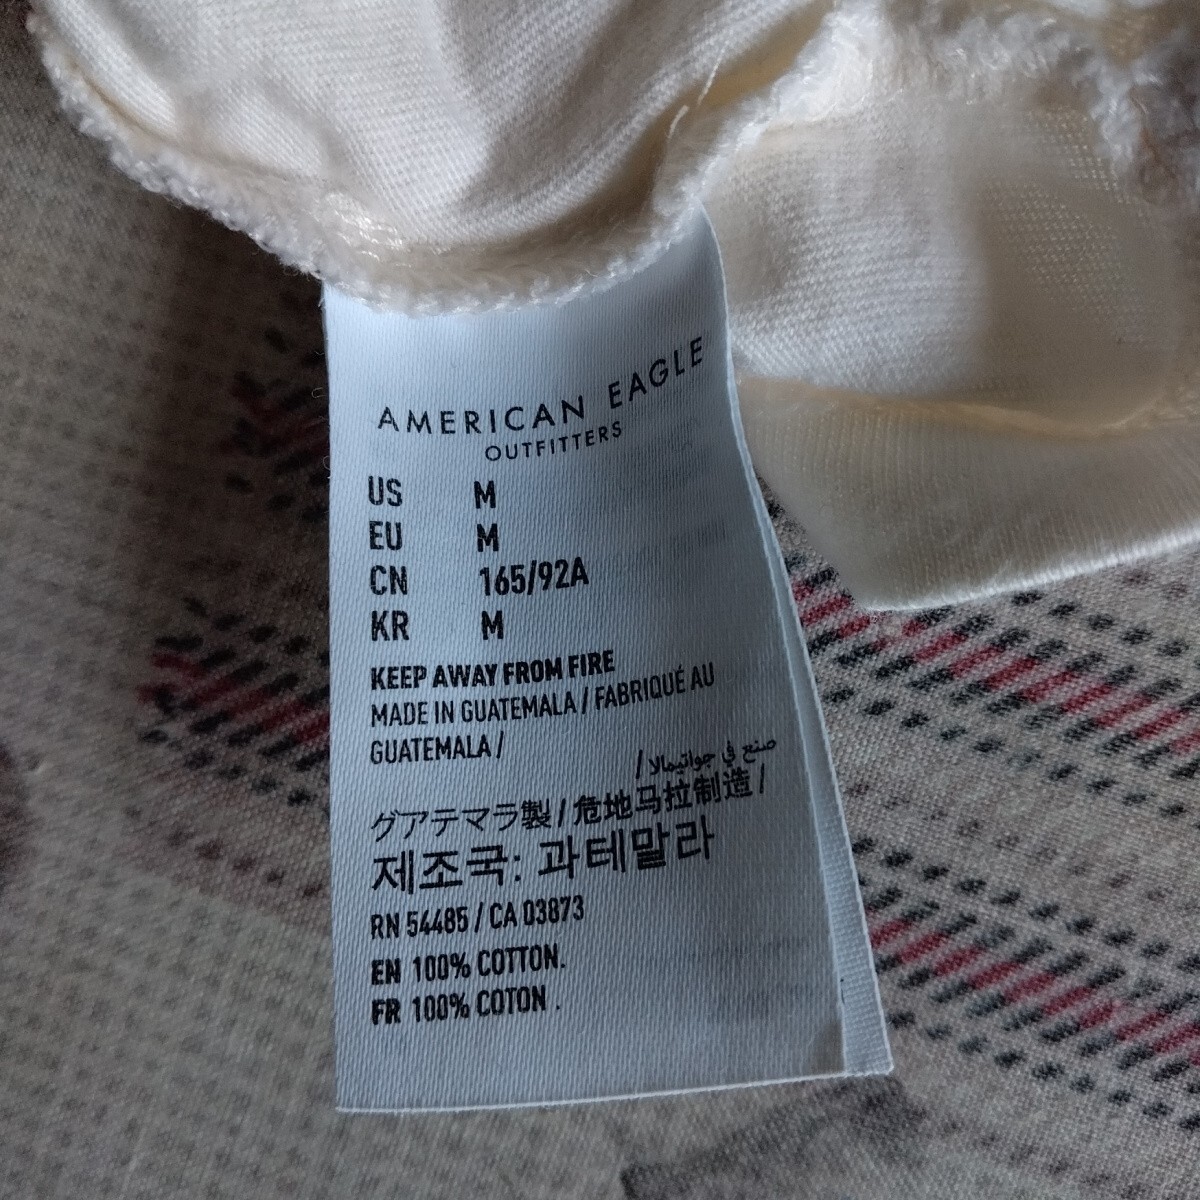 AMERICAN EAGLE
OUTFITTERS
US M
EU M
CN 165/92A
KR M
KEEP AWAY FROM FIRE
MADE IN GUATEMALA / FABRIQUÉ AU
GUATEMALA /
صنع في جواتيمالا /
グアテマラ製 / 危地马拉制造 /
제조국: 과테말라
RN 54485 / CA 03873
EN 100% COTTON.
FR 100% COTON .